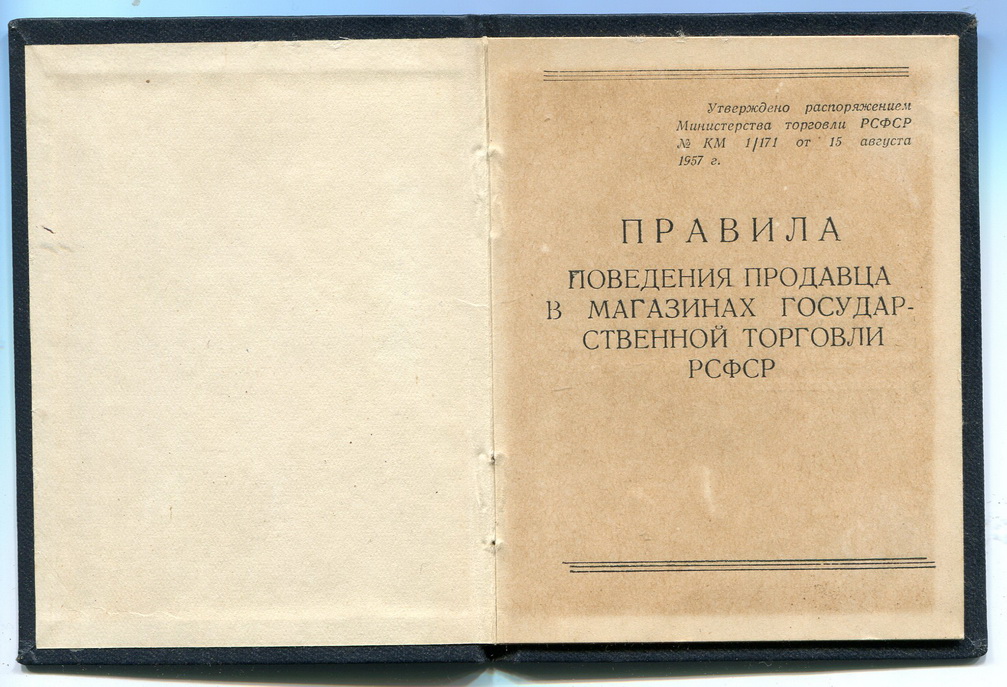 Утверждено распоряжением
Министерства торговли РСФСР
№ КМ 1/171 от 15 августа
1957 г.
ПРАВИЛА
ПОВЕДЕНИЯ ПРОДАВЦА
В МАГАЗИНАХ ГОСУДАР-
СТВЕННОЙ ТОРГОВЛИ
РСФСР